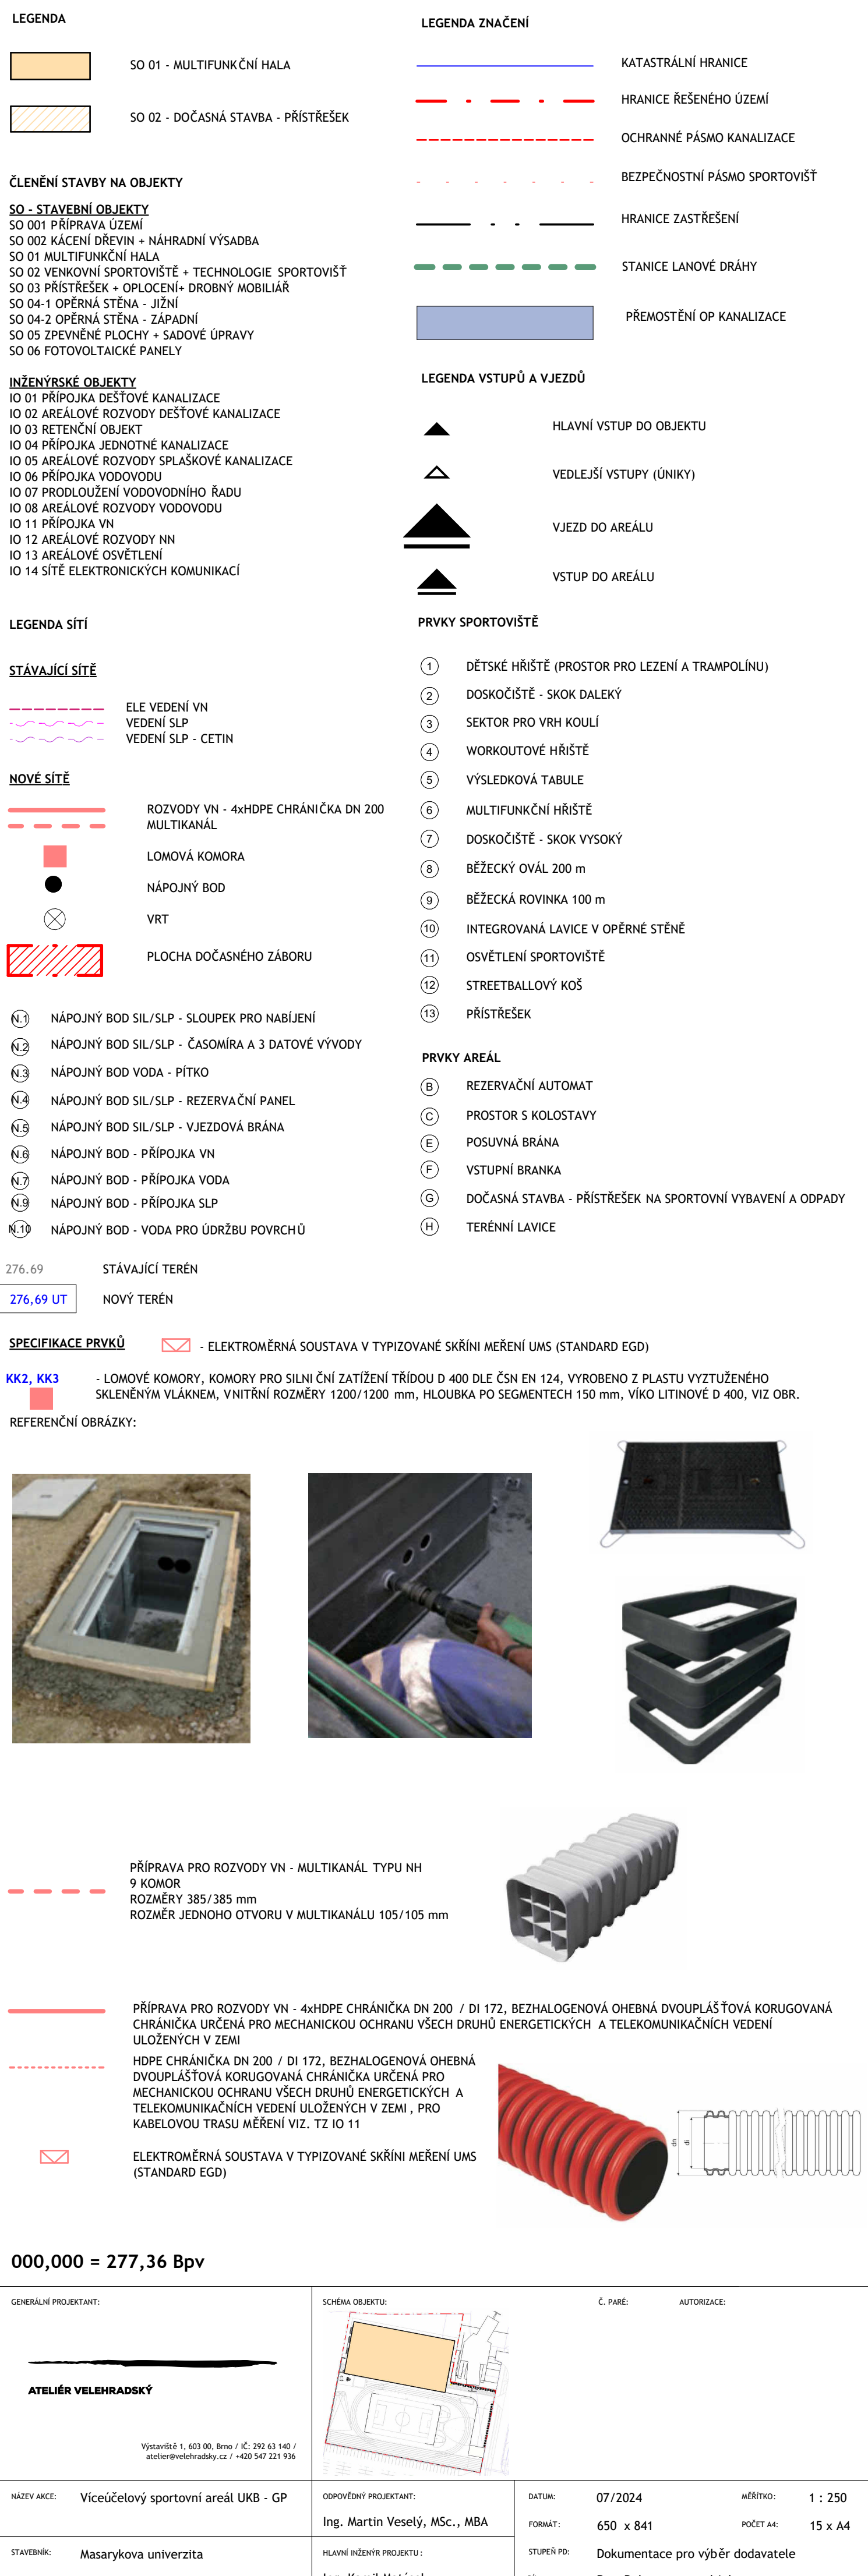 LEGENDA
SO 01 - MULTIFUNKČNÍ HALA
SO 02 - DOČASNÁ STAVBA - PŘÍSTŘEŠEK
ČLENĚNÍ STAVBY NA OBJEKTY
SO - STAVEBNÍ OBJEKTY
SO 001 PŘÍPRAVA ÚZEMÍ
SO 002 KÁCENÍ DŘEVIN + NÁHRADNÍ VÝSADBA
SO 01 MULTIFUNKČNÍ HALA
SO 02 VENKOVNÍ SPORTOVIŠTĚ + TECHNOLOGIE SPORTOVIŠŤ
SO 03 PŘÍSTŘEŠEK + OPLOCENÍ+ DROBNÝ MOBILIÁŘ
SO 04-1 OPĚRNÁ STĚNA - JIŽNÍ
SO 04-2 OPĚRNÁ STĚNA - ZÁPADNÍ
SO 05 ZPEVNĚNÉ PLOCHY + SADOVÉ ÚPRAVY
SO 06 FOTOVOLTAICKÉ PANELY
INŽENÝRSKÉ OBJEKTY
IO 01 PŘÍPOJKA DEŠŤOVÉ KANALIZACE
IO 02 AREÁLOVÉ ROZVODY DEŠŤOVÉ KANALIZACE
IO 03 RETENČNÍ OBJEKT
IO 04 PŘÍPOJKA JEDNOTNÉ KANALIZACE
IO 05 AREÁLOVÉ ROZVODY SPLAŠKOVÉ KANALIZACE
IO 06 PŘÍPOJKA VODOVODU
IO 07 PRODLOUŽENÍ VODOVODNÍHO ŘADU
IO 08 AREÁLOVÉ ROZVODY VODOVODU
IO 11 PŘÍPOJKA VN
IO 12 AREÁLOVÉ ROZVODY NN
IO 13 AREÁLOVÉ OSVĚTLENÍ
IO 14 SÍTĚ ELEKTRONICKÝCH KOMUNIKACÍ
LEGENDA SÍTÍ
STÁVAJÍCÍ SÍTĚ
ELE VEDENÍ VN
VEDENÍ SLP
VEDENÍ SLP - CETIN
NOVÉ SÍTĚ
ROZVODY VN - 4xHDPE CHRÁNIČKA DN 200
MULTIKANÁL
LOMOVÁ KOMORA
NÁPOJNÝ BOD
VRT
PLOCHA DOČASNÉHO ZÁBORU
N.1 NÁPOJNÝ BOD SIL/SLP - SLOUPEK PRO NABÍJENÍ
N.2 NÁPOJNÝ BOD SIL/SLP - ČASOMÍRA A 3 DATOVÉ VÝVODY
N.3 NÁPOJNÝ BOD VODA - PÍTKO
N.4 NÁPOJNÝ BOD SIL/SLP - REZERVAČNÍ PANEL
N.5 NÁPOJNÝ BOD SIL/SLP - VJEZDOVÁ BRÁNA
N.6 NÁPOJNÝ BOD - PŘÍPOJKA VN
N.7 NÁPOJNÝ BOD - PŘÍPOJKA VODA
N.9 NÁPOJNÝ BOD - PŘÍPOJKA SLP
N.10 NÁPOJNÝ BOD - VODA PRO ÚDRŽBU POVRCHŮ
276.69 STÁVAJÍCÍ TERÉN
276,69 UT NOVÝ TERÉN
LEGENDA ZNAČENÍ
KATASTRÁLNÍ HRANICE
HRANICE ŘEŠENÉHO ÚZEMÍ
OCHRANNÉ PÁSMO KANALIZACE
BEZPEČNOSTNÍ PÁSMO SPORTOVIŠŤ
HRANICE ZASTŘEŠENÍ
STANICE LANOVÉ DRÁHY
PŘEMOSTĚNÍ OP KANALIZACE
LEGENDA VSTUPŮ A VJEZDŮ
HLAVNÍ VSTUP DO OBJEKTU
VEDLEJŠÍ VSTUPY (ÚNIKY)
VJEZD DO AREÁLU
VSTUP DO AREÁLU
PRVKY SPORTOVIŠTĚ
1 DĚTSKÉ HŘIŠTĚ (PROSTOR PRO LEZENÍ A TRAMPOLÍNU)
2 DOSKOČIŠTĚ - SKOK DALEKÝ
3 SEKTOR PRO VRH KOULÍ
4 WORKOUTOVÉ HŘIŠTĚ
5 VÝSLEDKOVÁ TABULE
6 MULTIFUNKČNÍ HŘIŠTĚ
7 DOSKOČIŠTĚ - SKOK VYSOKÝ
8 BĚŽECKÝ OVÁL 200 m
9 BĚŽECKÁ ROVINKA 100 m
10 INTEGROVANÁ LAVICE V OPĚRNÉ STĚNĚ
11 OSVĚTLENÍ SPORTOVIŠTĚ
12 STREETBALLOVÝ KOŠ
13 PŘÍSTŘEŠEK
PRVKY AREÁL
B REZERVAČNÍ AUTOMAT
C PROSTOR S KOLOSTAVY
E POSUVNÁ BRÁNA
F VSTUPNÍ BRANKA
G DOČASNÁ STAVBA - PŘÍSTŘEŠEK NA SPORTOVNÍ VYBAVENÍ A ODPADY
H TERÉNNÍ LAVICE
SPECIFIKACE PRVKŮ - ELEKTROMĚRNÁ SOUSTAVA V TYPIZOVANÉ SKŘÍNI MEŘENÍ UMS (STANDARD EGD)
KK2, KK3 - LOMOVÉ KOMORY, KOMORY PRO SILNIČNÍ ZATÍŽENÍ TŘÍDOU D 400 DLE ČSN EN 124, VYROBENO Z PLASTU VYZTUŽENÉHO
SKLENĚNÝM VLÁKNEM, VNITŘNÍ ROZMĚRY 1200/1200 mm, HLOUBKA PO SEGMENTECH 150 mm, VÍKO LITINOVÉ D 400, VIZ OBR.
REFERENČNÍ OBRÁZKY:
PŘÍPRAVA PRO ROZVODY VN - MULTIKANÁL TYPU NH
9 KOMOR
ROZMĚRY 385/385 mm
ROZMĚR JEDNOHO OTVORU V MULTIKANÁLU 105/105 mm
PŘÍPRAVA PRO ROZVODY VN - 4xHDPE CHRÁNIČKA DN 200 / DI 172, BEZHALOGENOVÁ OHEBNÁ DVOUPLÁŠŤOVÁ KORUGOVANÁ
CHRÁNIČKA URČENÁ PRO MECHANICKOU OCHRANU VŠECH DRUHŮ ENERGETICKÝCH A TELEKOMUNIKAČNÍCH VEDENÍ
ULOŽENÝCH V ZEMI
HDPE CHRÁNIČKA DN 200 / DI 172, BEZHALOGENOVÁ OHEBNÁ
DVOUPLÁŠŤOVÁ KORUGOVANÁ CHRÁNIČKA URČENÁ PRO
MECHANICKOU OCHRANU VŠECH DRUHŮ ENERGETICKÝCH A
TELEKOMUNIKAČNÍCH VEDENÍ ULOŽENÝCH V ZEMI , PRO
KABELOVOU TRASU MĚŘENÍ VIZ. TZ IO 11
dn
di
ELEKTROMĚRNÁ SOUSTAVA V TYPIZOVANÉ SKŘÍNI MEŘENÍ UMS
(STANDARD EGD)
000,000 = 277,36 Bpv
GENERÁLNÍ PROJEKTANT:
ATELIÉR VELEHRADSKÝ
Výstaviště 1, 603 00, Brno / IČ: 292 63 140 /
atelier@velehradsky.cz / +420 547 221 936
SCHÉMA OBJEKTU:
Č. PARÉ:
AUTORIZACE:
NÁZEV AKCE: Víceúčelový sportovní areál UKB - GP
ODPOVĚDNÝ PROJEKTANT:
Ing. Martin Veselý, MSc., MBA
DATUM: 07/2024
MĚŘÍTKO: 1 : 250
FORMÁT: 650 x 841
POČET A4: 15 x A4
STAVEBNÍK: Masarykova univerzita
HLAVNÍ INŽENÝR PROJEKTU :
STUPEŇ PD: Dokumentace pro výběr dodavatele